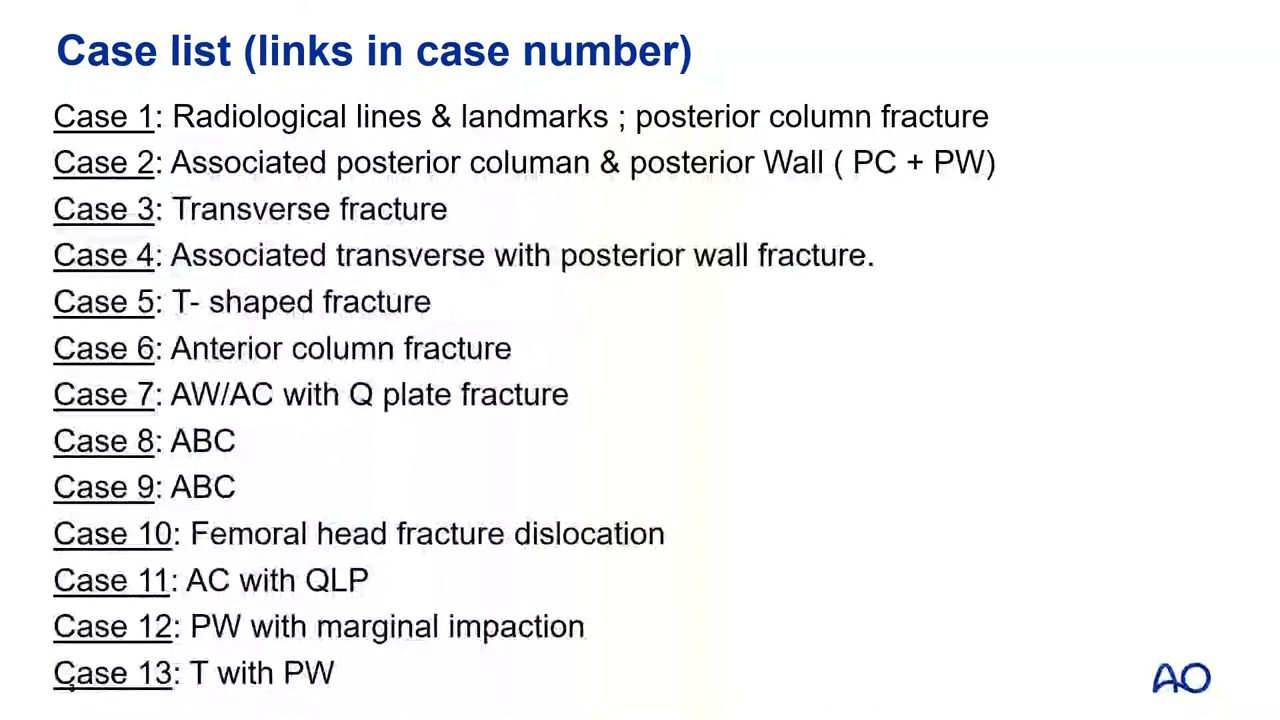 Case list (links in case number)
Case 1: Radiological lines & landmarks ; posterior column fracture
Case 2: Associated posterior columan & posterior Wall ( PC + PW)
Case 3: Transverse fracture
Case 4: Associated transverse with posterior wall fracture.
Case 5: T- shaped fracture
Case 6: Anterior column fracture
Case 7: AW/AC with Q plate fracture
Case 8: ABC
Case 9: ABC
Case 10: Femoral head fracture dislocation
Case 11: AC with QLP
Case 12: PW with marginal impaction
Case 13: T with PW
AO